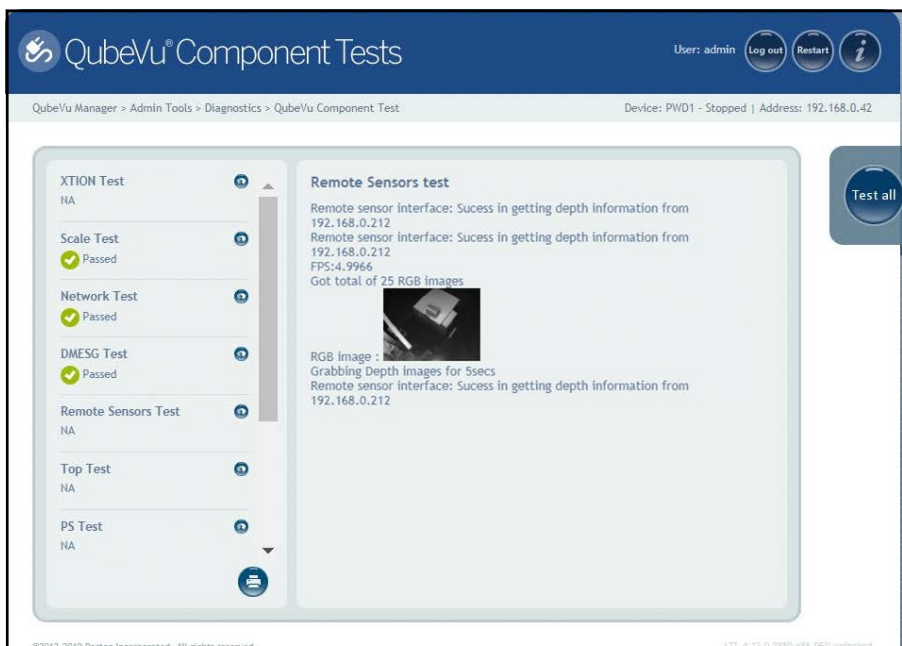 QubeVu® Component Tests
User: admin
Log out
Restart
i
QubeVu Manager > Admin Tools > Diagnostics > QubeVu Component Test
Device: PWD1 - Stopped | Address: 192.168.0.42
XTION Test
NA
Scale Test
Passed
Network Test
Passed
DMESG Test
Passed
Remote Sensors Test
NA
Top Test
NA
PS Test
NA
Remote Sensors test
Remote sensor interface: Sucess in getting depth information from
192.168.0.212
Remote sensor interface: Sucess in getting depth information from
192.168.0.212
FPS:4.9966
Got total of 25 RGB images
RGB image :
Grabbing Depth images for 5secs
Remote sensor interface: Sucess in getting depth information from
192.168.0.212
Test all